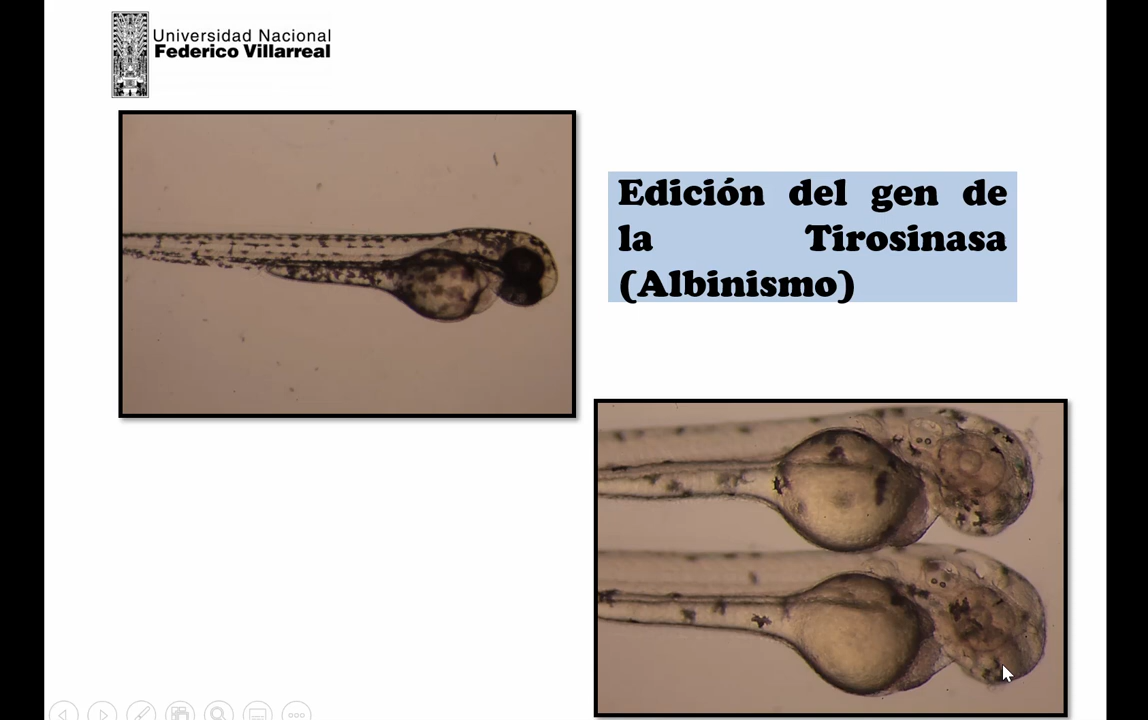 Universidad Nacional
Federico Villarreal
Edición del gen de
la Tirosinasa
(Albinismo)